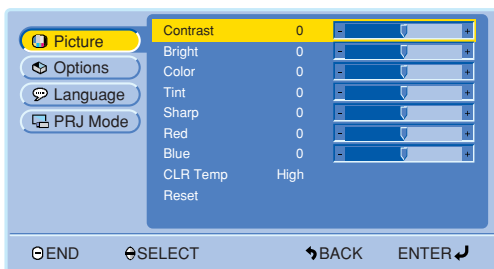 Picture
Options
Language
PRJ Mode
Contrast 0 - +
Bright 0 - +
Color 0 - +
Tint 0 - +
Sharp 0 - +
Red 0 - +
Blue 0 - +
CLR Temp High
Reset
END SELECT BACK ENTER